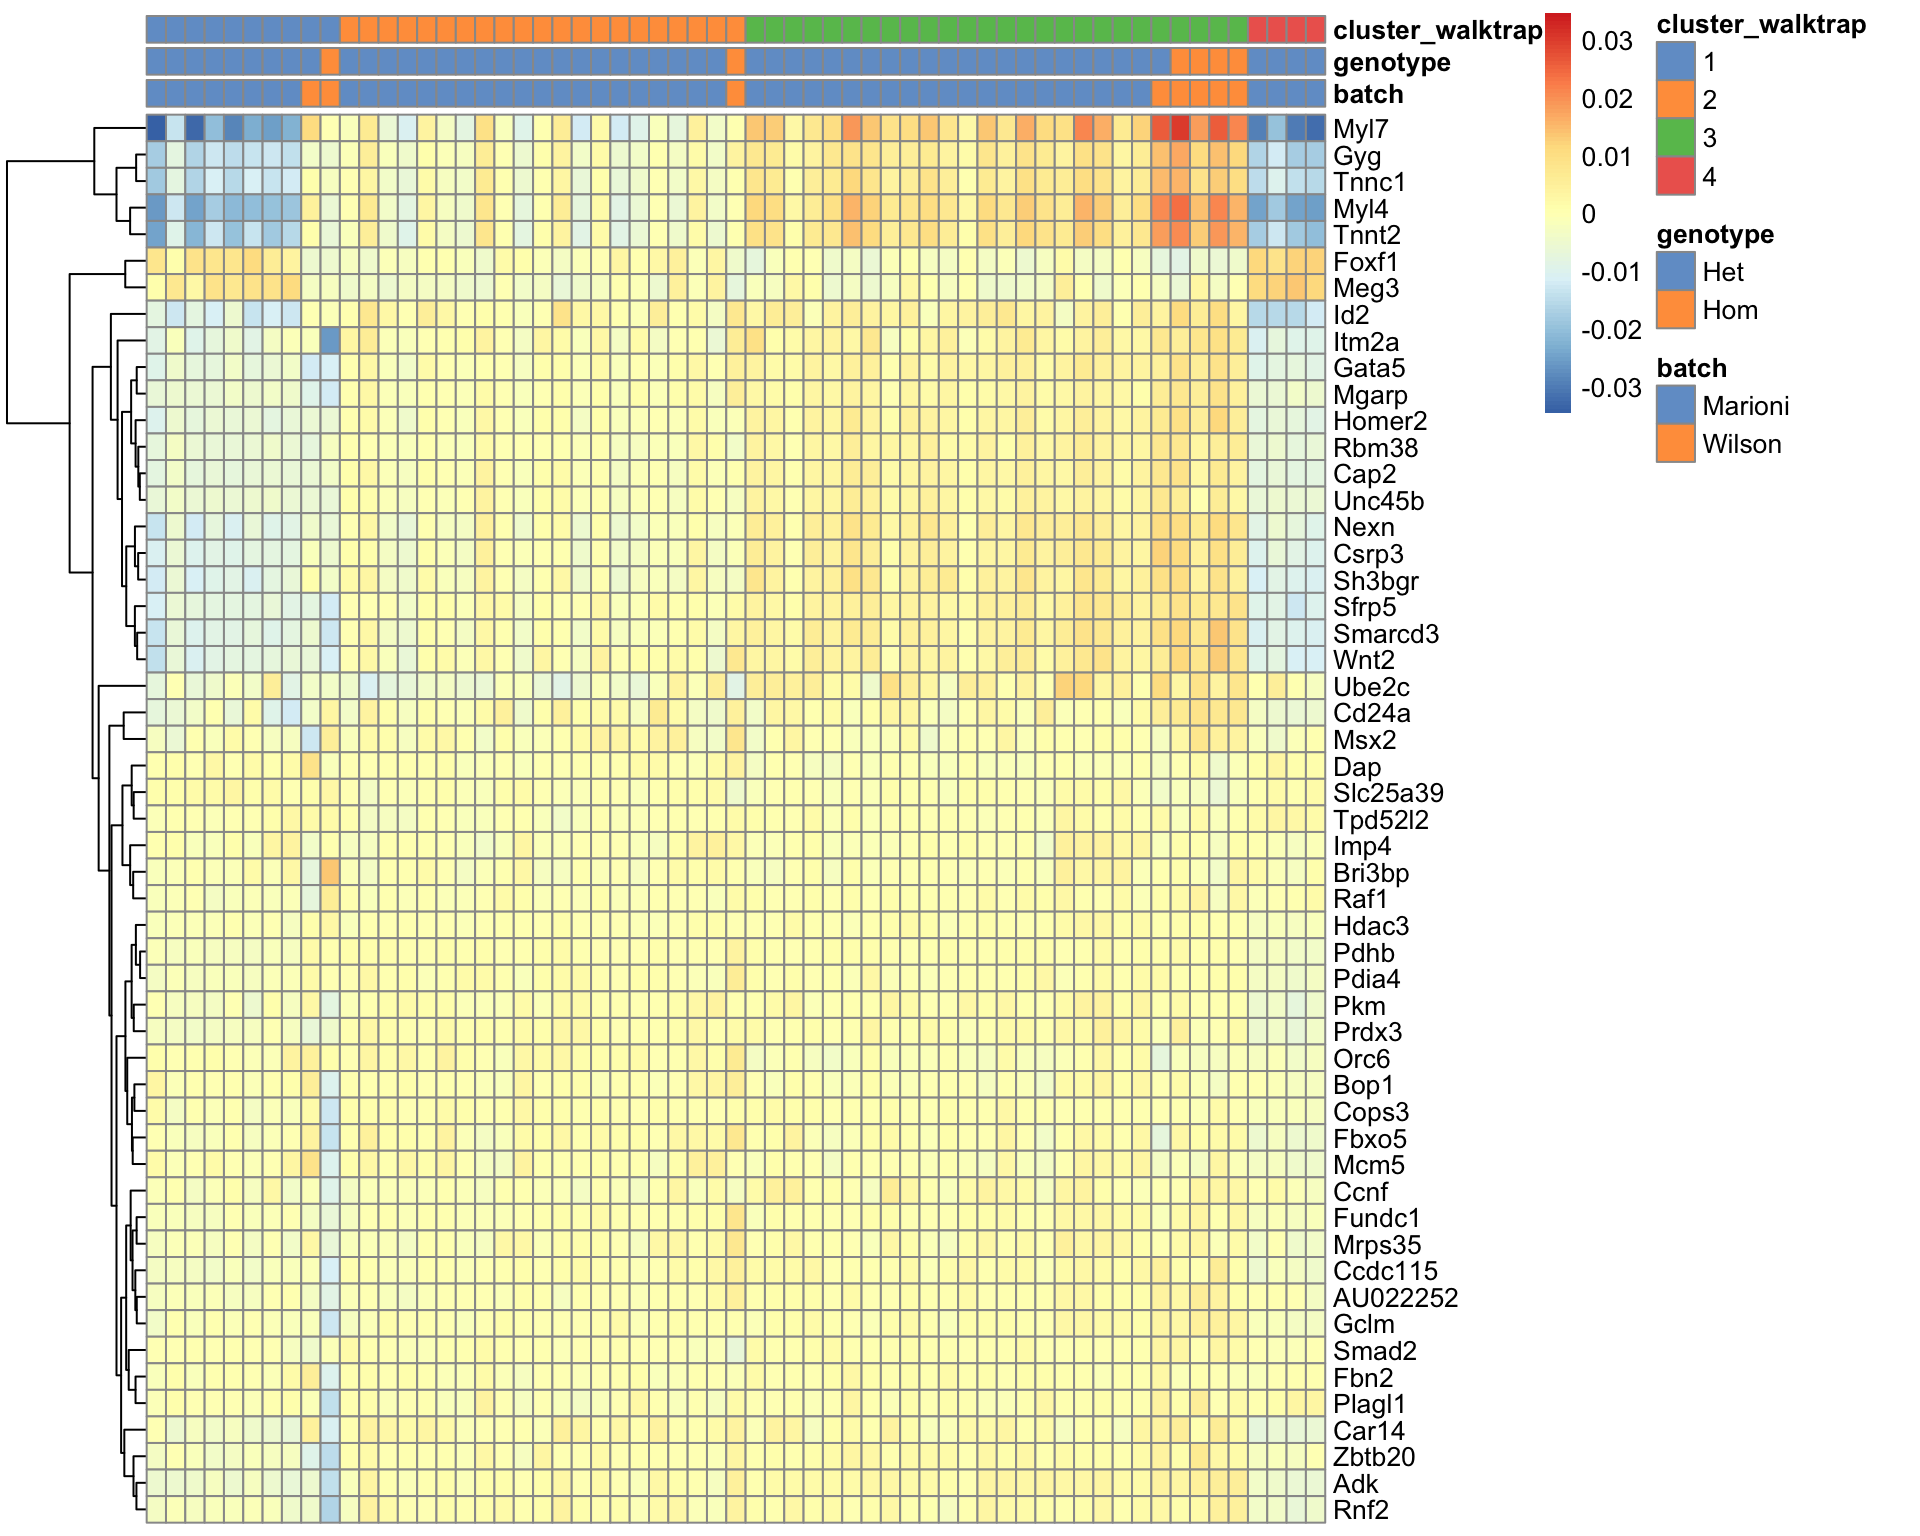 cluster_walktrap
genotype
batch
Myl7
Gyg
Tnnc1
Myl4
Tnnt2
Foxf1
Meg3
Id2
Itm2a
Gata5
Mgarp
Homer2
Rbm38
Cap2
Unc45b
Nexn
Csrp3
Sh3bgr
Sfrp5
Smarcd3
Wnt2
Ube2c
Cd24a
Msx2
Dap
Slc25a39
Tpd52l2
Imp4
Bri3bp
Raf1
Hdac3
Pdhb
Pdia4
Pkm
Prdx3
Orc6
Bop1
Cops3
Fbxo5
Mcm5
Ccnf
Fundc1
Mrps35
Ccdc115
AU022252
Gclm
Smad2
Fbn2
Plagl1
Car14
Zbtb20
Adk
Rnf2
0.03
0.02
0.01
0
-0.01
-0.02
-0.03
cluster_walktrap
1
2
3
4
genotype
Het
Hom
batch
Marioni
Wilson